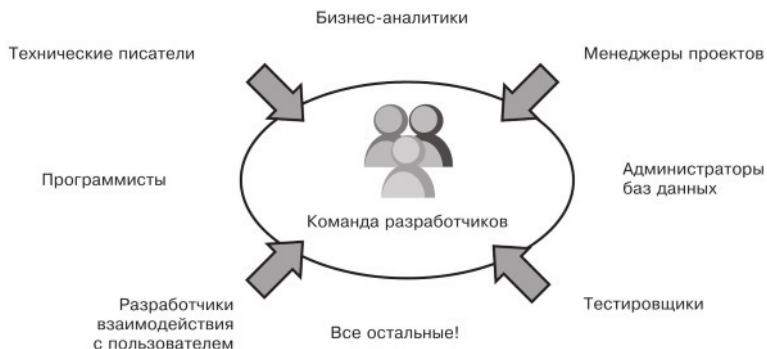 Бизнес-аналитики
Технические писатели
Менеджеры проектов
Программисты
Администраторы
баз данных
Команда разработчиков
Разработчики
взаимодействия
с пользователем
Тестировщики
Все остальные!